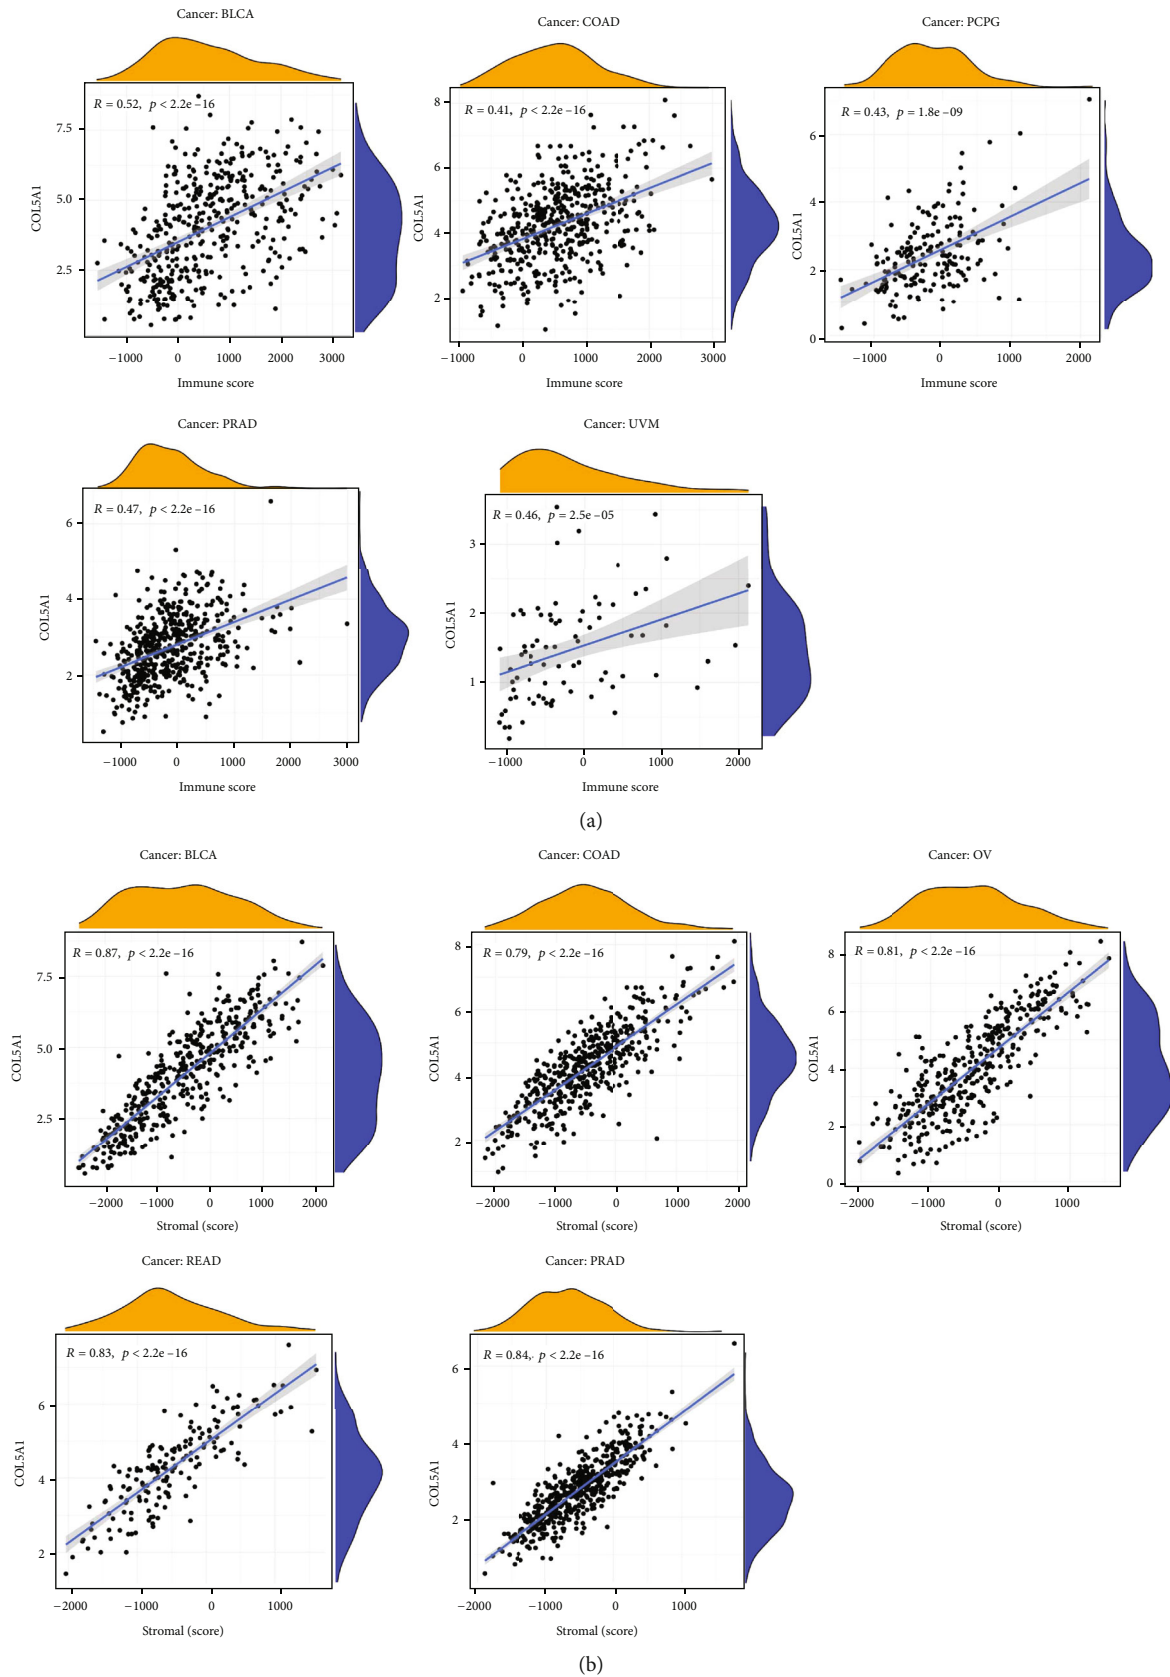 Cancer: BLCA
R = 0.52, p < 2.2e −16
7.5
5.0
2.5
COL5A1
−1000 0 1000 2000 3000
Immune score
Cancer: COAD
R = 0.41, p < 2.2e −16
8
6
4
2
COL5A1
−1000 0 1000 2000 3000
Immune score
Cancer: PCPG
R = 0.43, p = 1.8e −09
6
4
2
0
COL5A1
−1000 0 1000 2000
Immune score
Cancer: PRAD
R = 0.47, p < 2.2e −16
6
4
2
COL5A1
−1000 0 1000 2000 3000
Immune score
Cancer: UVM
R = 0.46, p = 2.5e −05
3
2
1
COL5A1
−1000 0 1000 2000
Immune score
(a)
Cancer: BLCA
R = 0.87, p < 2.2e −16
7.5
5.0
2.5
COL5A1
−2000 −1000 0 1000 2000
Stromal (score)
Cancer: COAD
R = 0.79, p < 2.2e −16
8
6
4
2
COL5A1
−2000 −1000 0 1000 2000
Stromal (score)
Cancer: OV
R = 0.81, p < 2.2e −16
8
6
4
2
0
COL5A1
−2000 −1000 0 1000
Stromal (score)
Cancer: READ
R = 0.83, p < 2.2e −16
6
4
2
COL5A1
−2000 −1000 0 1000
Stromal (score)
Cancer: PRAD
R = 0.84, p < 2.2e −16
6
4
2
COL5A1
−2000 −1000 0 1000
Stromal (score)
(b)